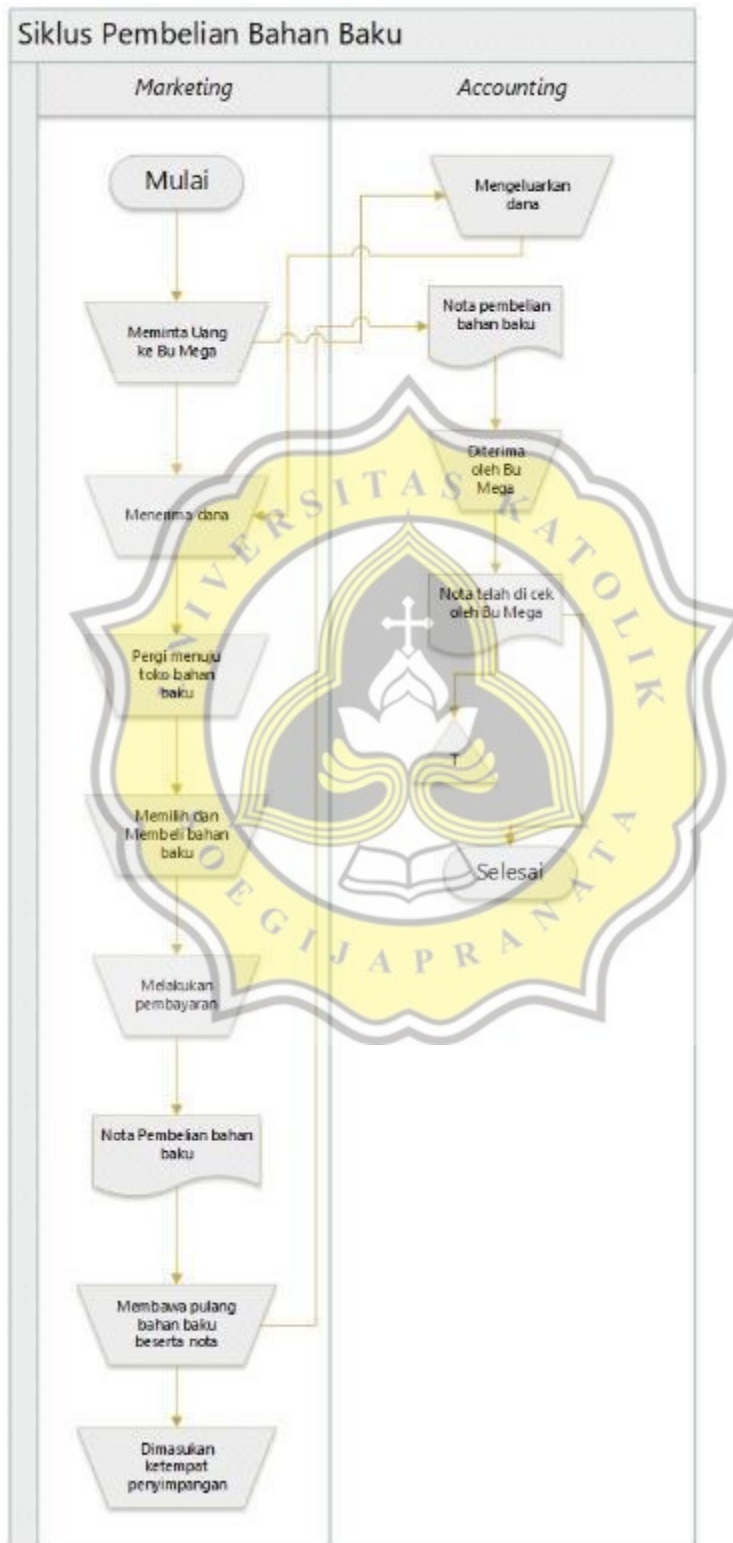 Siklus Pembelian Bahan Baku
Marketing
Accounting
Mulai
Meminta Uang
ke Bu Mega
Menerima dana
Pergi menuju
toko bahan
baku
Memilih dan
Membeli bahan
baku
Melakukan
pembayaran
Nota Pembelian bahan
baku
Membawa pulang
bahan baku
beserta nota
Dimasukan
ketempat
penyimpangan
Mengeluarkan
dana
Nota pembelian
bahan baku
Diterima
oleh Bu
Mega
Nota telah di cek
oleh Bu Mega
T
Selesai
UNIVERSITAS KATOLIK
SOEGIJAPRANATA